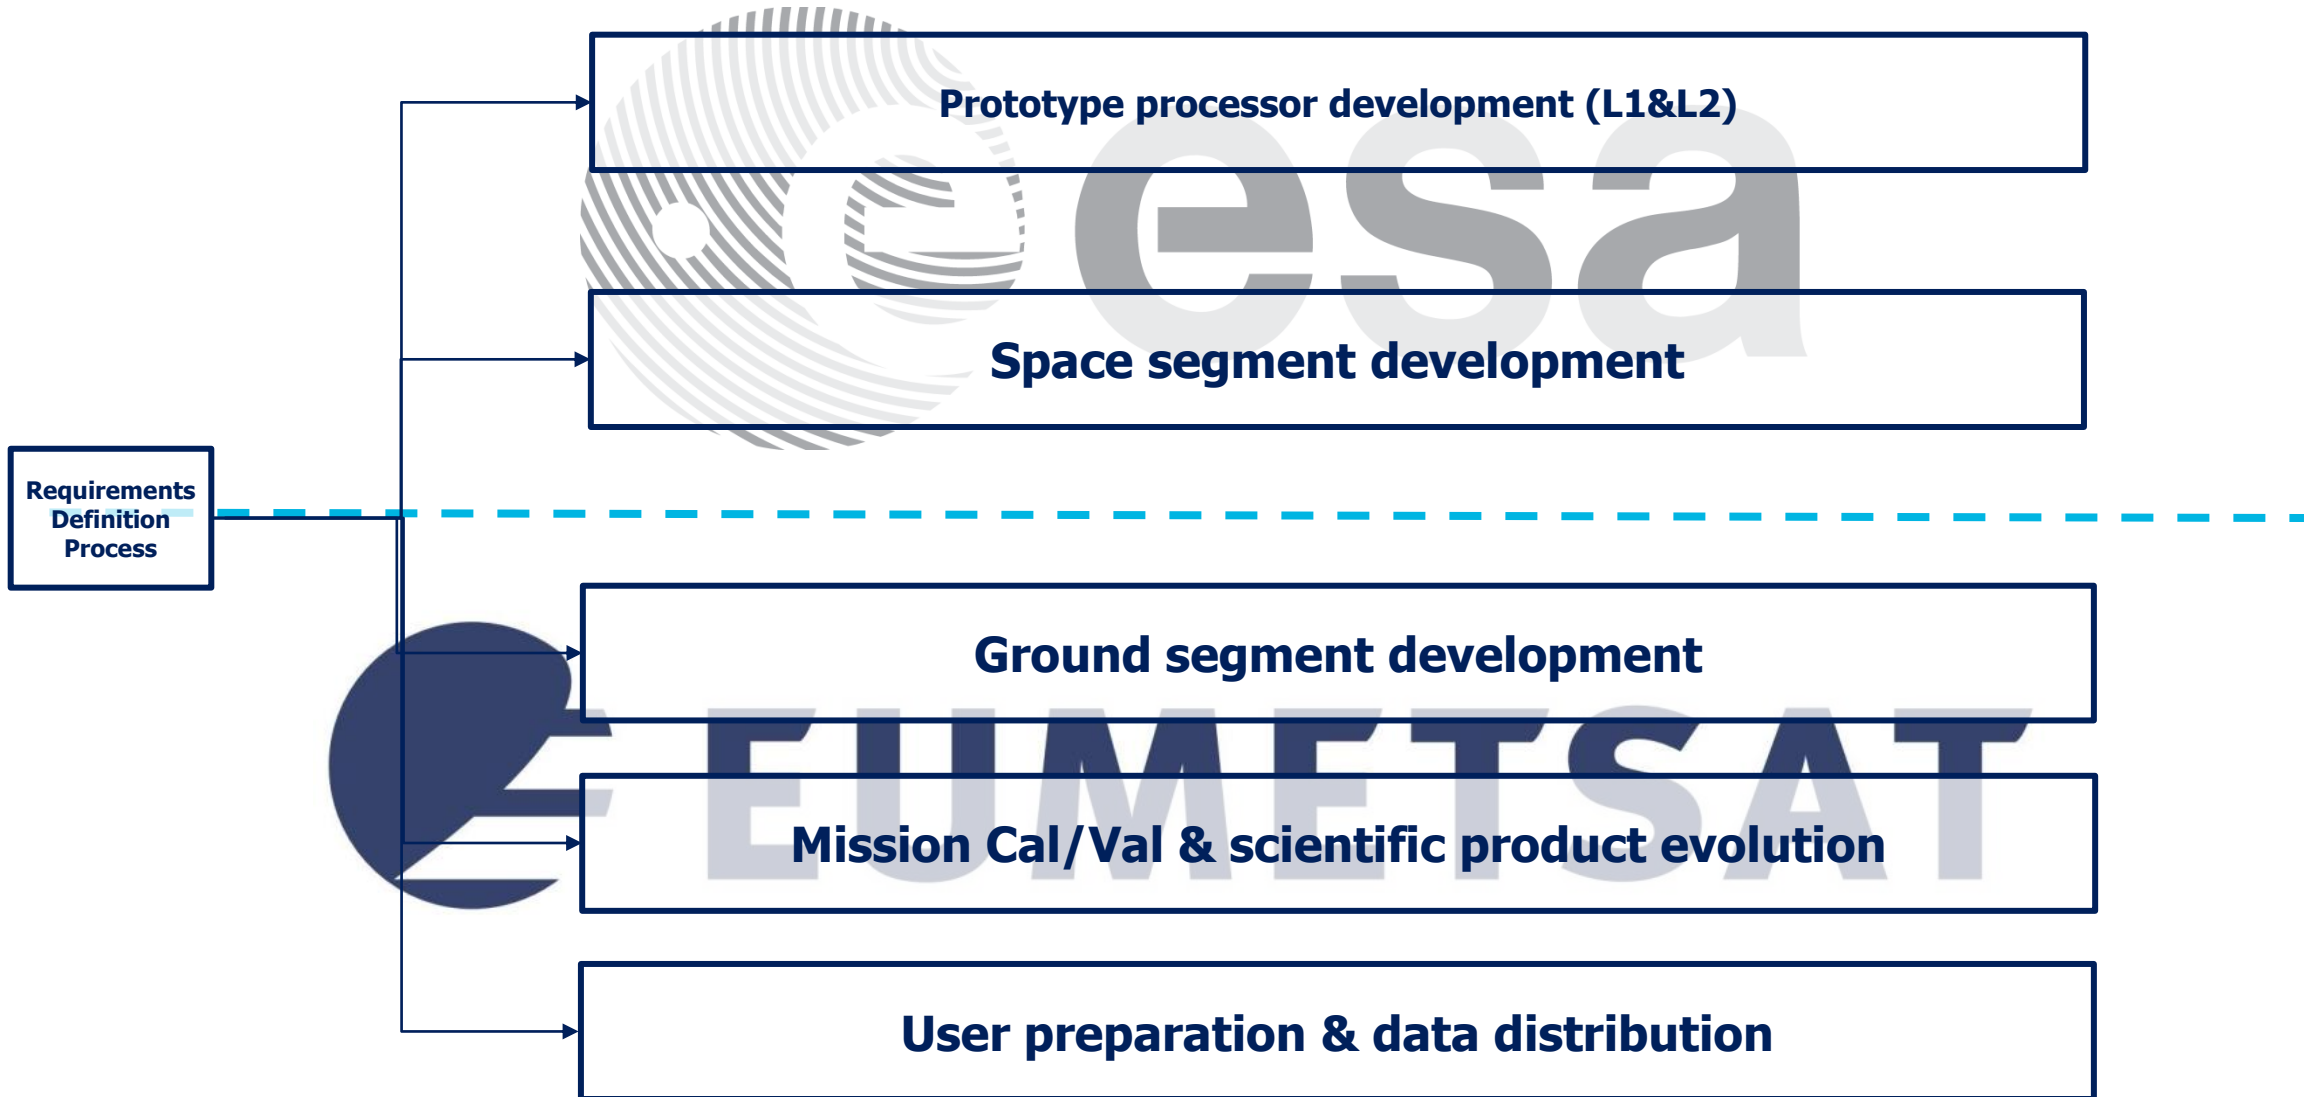 Prototype processor development (L1&L2)
esa
Space segment development
Requirements
Definition
Process
Ground segment development
EUMETSAT
Mission Cal/Val & scientific product evolution
User preparation & data distribution